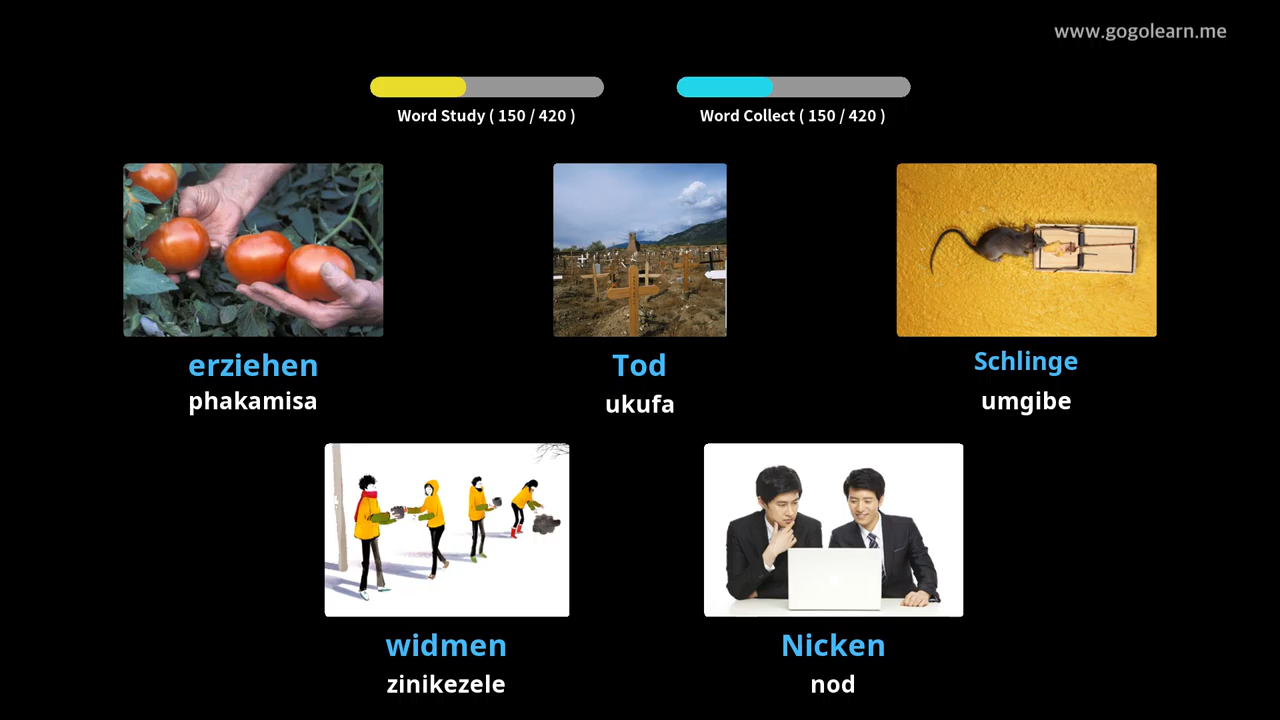 www.gogolearn.me
Word Study ( 150 / 420 )
Word Collect ( 150 / 420 )
erziehen
phakamisa
Tod
ukufa
Schlinge
umgibe
widmen
zinikezele
Nicken
nod